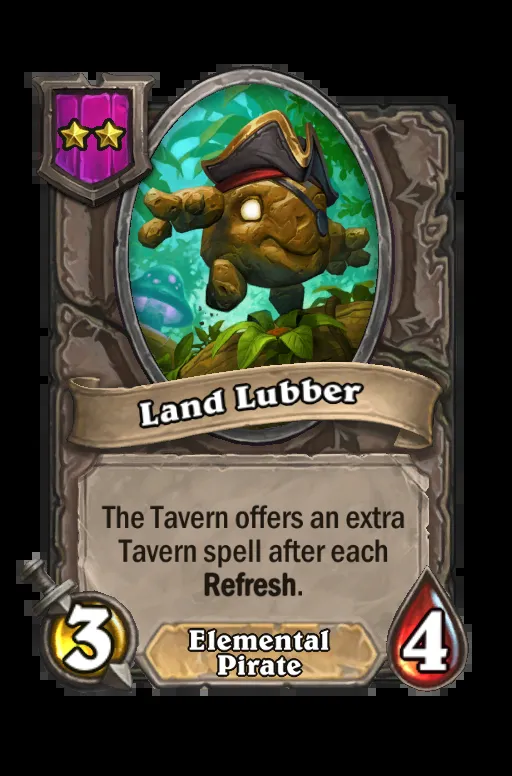 Land Lubber
The Tavern offers an extra
Tavern spell after each
Refresh.
3
Elemental
Pirate
4